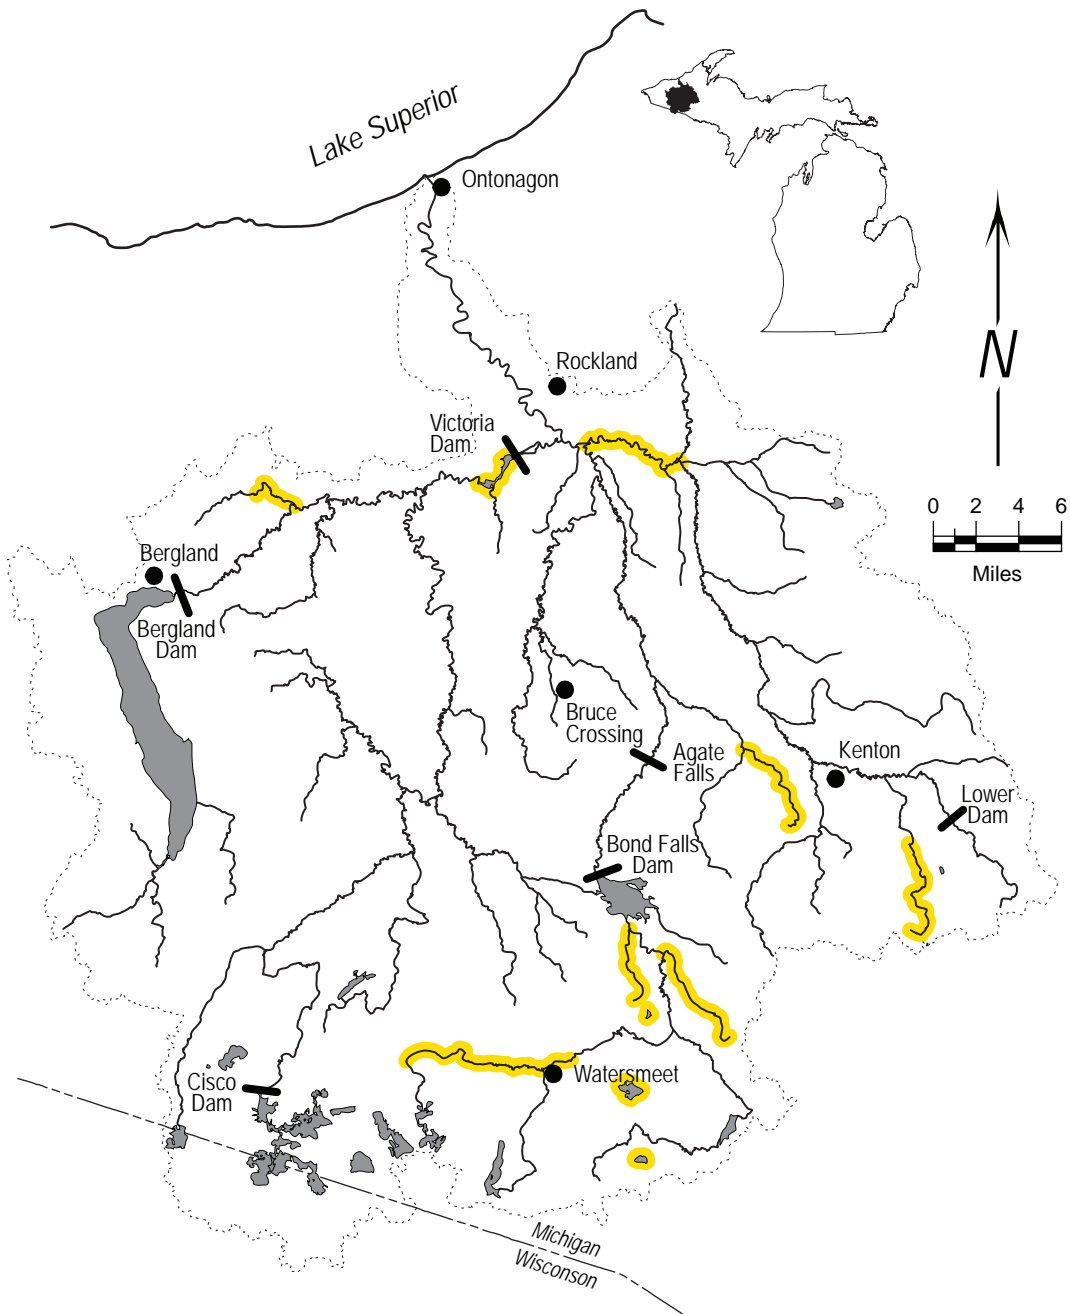 Lake Superior
Ontonagon
Rockland
N
Victoria
Dam
0 2 4 6
Miles
Bergland
Bergland
Dam
Bruce
Crossing
Agate
Falls
Kenton
Lower
Dam
Bond Falls
Dam
Cisco
Dam
Watersmeet
Michigan
Wisconson